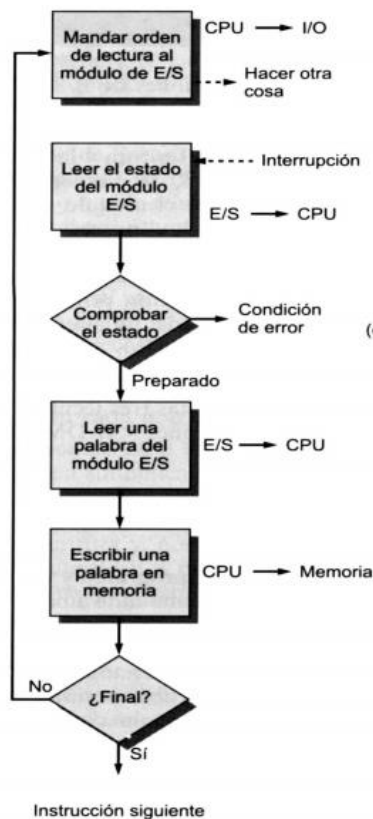 Mandar orden
de lectura al
módulo de E/S
CPU → I/O
Hacer otra
cosa
Leer el estado
del módulo
E/S
Interrupción
E/S → CPU
Comprobar
el estado
Condición
de error
(
Preparado
Leer una
palabra del
módulo E/S
E/S → CPU
Escribir una
palabra en
memoria
CPU → Memoria
No
¿Final?
Sí
Instrucción siguiente